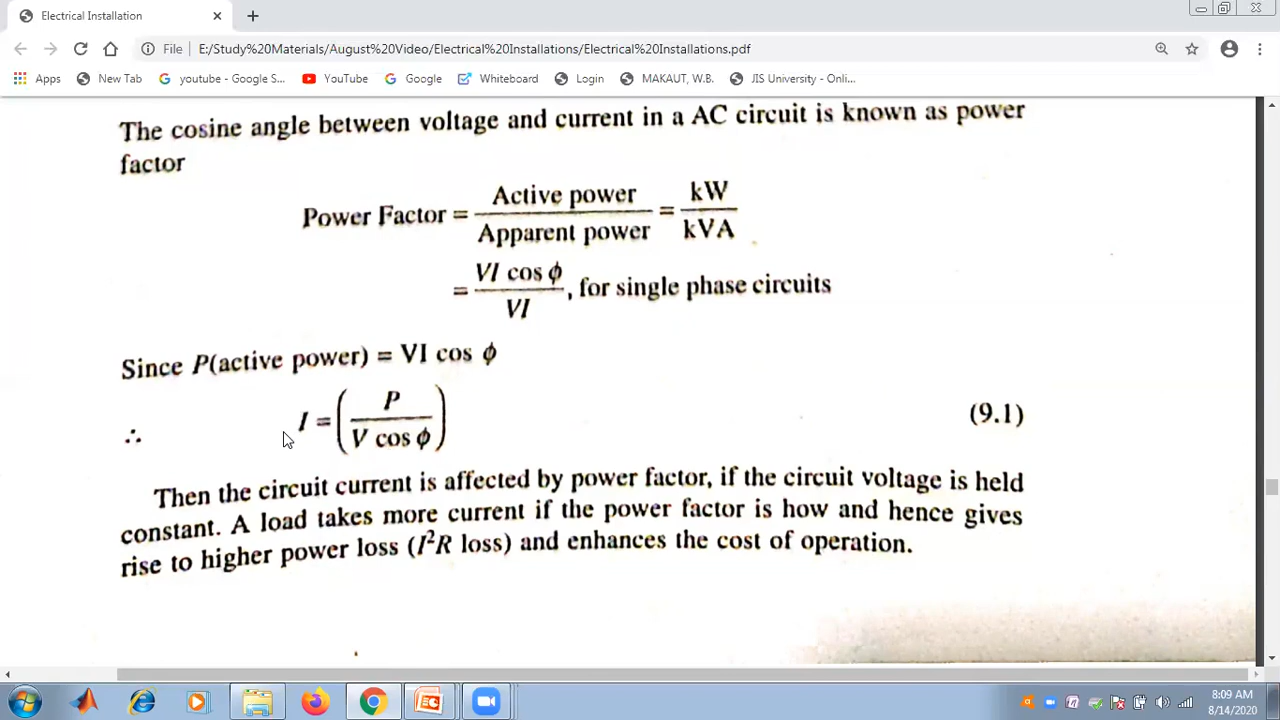 Electrical Installation
File | E:/Study%20Materials/August%20Video/Electrical%20Installations/Electrical%20Installations.pdf
Apps New Tab youtube - Google S... YouTube Google Whiteboard Login MAKAUT, W.B. JIS University - Onli...
The cosine angle between voltage and current in a AC circuit is known as power
factor
Power Factor = Active power / Apparent power = kW / kVA
= VI cos ϕ / VI, for single phase circuits
Since P(active power) = VI cos ϕ
∴ I = (P / V cos ϕ) (9.1)
Then the circuit current is affected by power factor, if the circuit voltage is held
constant. A load takes more current if the power factor is how and hence gives
rise to higher power loss (I²R loss) and enhances the cost of operation.
8:09 AM
8/14/2020